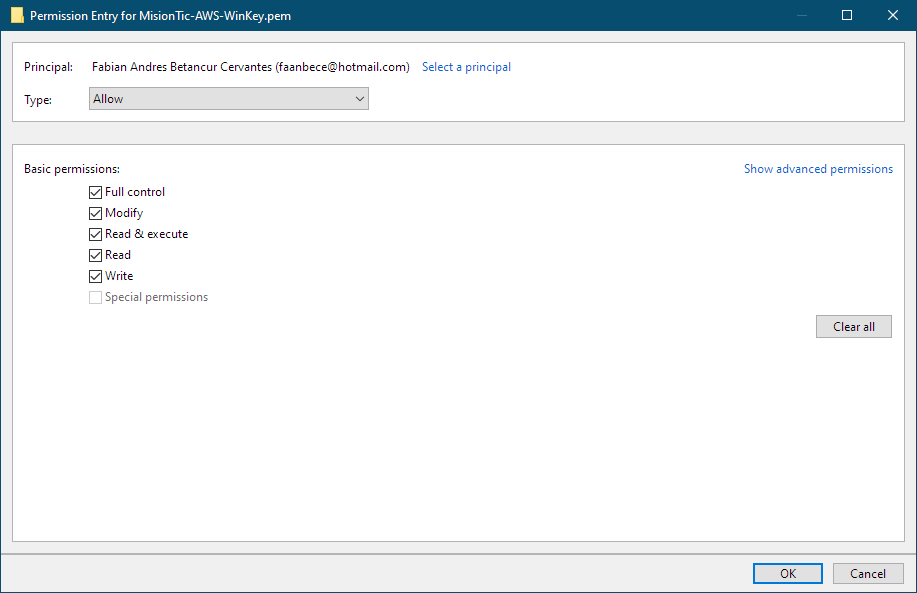 Permission Entry for MisionTic-AWS-WinKey.pem
Principal: Fabian Andres Betancur Cervantes (faanbece@hotmail.com) Select a principal
Type: Allow
Basic permissions: Show advanced permissions
Full control
Modify
Read & execute
Read
Write
Special permissions
Clear all
OK Cancel